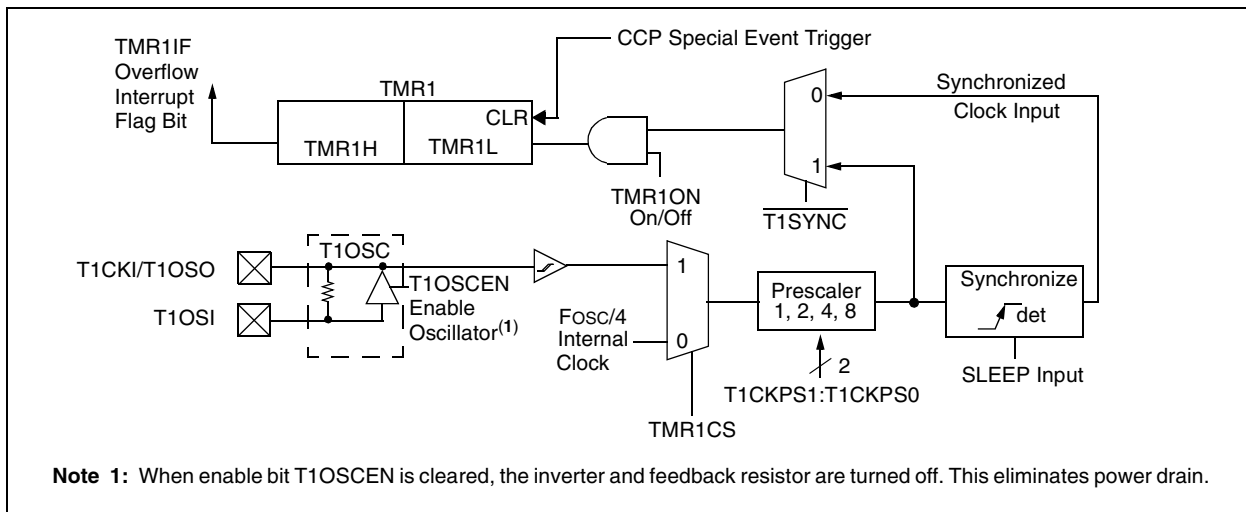 TMR1IF
Overflow
Interrupt
Flag Bit
TMR1
TMR1H
TMR1L
CLR
CCP Special Event Trigger
TMR1ON
On/Off
0
1
T1SYNC
Synchronized
Clock Input
T1CKI/T1OSO
T1OSI
T1OSC
T1OSCEN
Enable
Oscillator(1)
FOSC/4
Internal
Clock
1
0
TMR1CS
Prescaler
1, 2, 4, 8
2
T1CKPS1:T1CKPS0
Synchronize
det
SLEEP Input
Note 1: When enable bit T1OSCEN is cleared, the inverter and feedback resistor are turned off. This eliminates power drain.